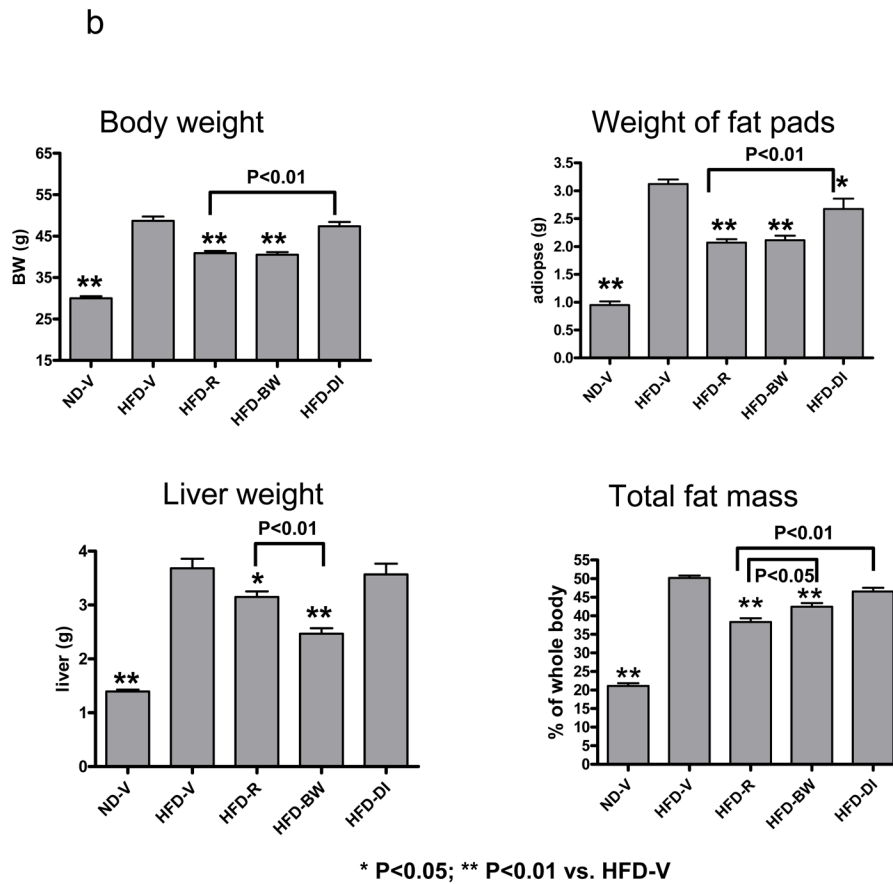 b
Body weight
65
55
45
35
25
15
BW (g)
P<0.01
**
**
**
ND-V
HFD-V
HFD-R
HFD-BW
HFD-DI
Weight of fat pads
3.5
3.0
2.5
2.0
1.5
1.0
0.5
0.0
adiopse (g)
P<0.01
**
**
**
*
ND-V
HFD-V
HFD-R
HFD-BW
HFD-DI
Liver weight
4
3
2
1
0
liver (g)
P<0.01
**
*
**
ND-V
HFD-V
HFD-R
HFD-BW
HFD-DI
Total fat mass
55
50
45
40
35
30
25
20
15
10
5
0
% of whole body
P<0.01
P<0.05
**
**
**
ND-V
HFD-V
HFD-R
HFD-BW
HFD-DI
* P<0.05; ** P<0.01 vs. HFD-V